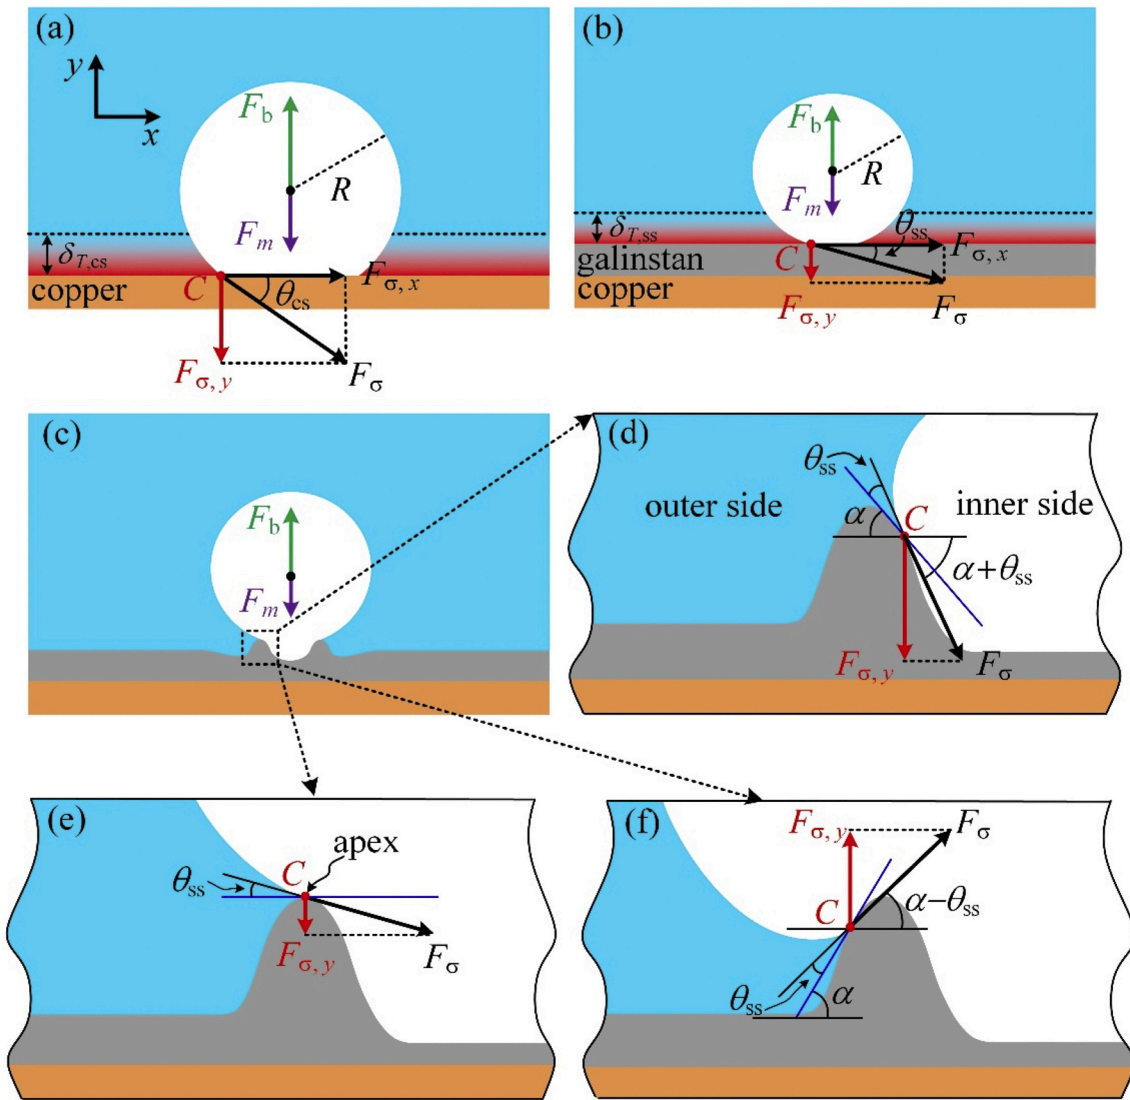 (a)
y
x
F_b
R
F_m
δ_T,cs
copper
C
θ_cs
F_σ, x
F_σ, y
F_σ
(b)
F_b
R
F_m
δ_T,ss
θ_ss
galinstan
C
F_σ, x
copper
F_σ, y
F_σ
(c)
F_b
F_m
(d)
θ_ss
outer side
inner side
α
C
α+θ_ss
F_σ, y
F_σ
(e)
apex
θ_ss
C
F_σ, y
F_σ
(f)
F_σ, y
F_σ
C
α−θ_ss
θ_ss
α